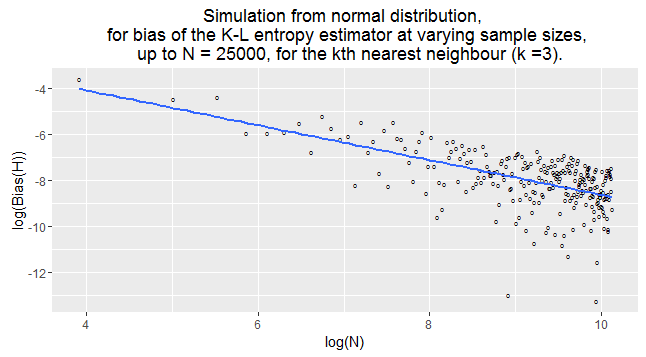 Simulation from normal distribution,
for bias of the K-L entropy estimator at varying sample sizes,
up to N = 25000, for the kth nearest neighbour (k =3).
log(Bias(H))
-4
-6
-8
-10
-12
4
6
8
10
log(N)